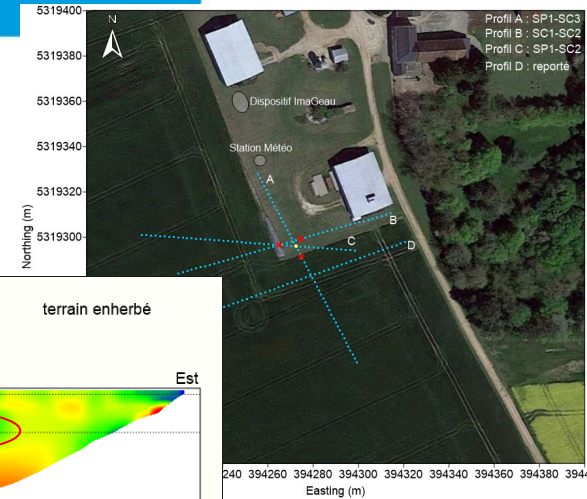 5319400
5319380
5319360
5319340
5319320
5319300
Northing (m)
N
Profil A : SP1-SC3
Profil B : SC1-SC2
Profil C : SP1-SC2
Profil D : reporté
Dispositif ImaGeau
Station Météo
A
B
C
D
terrain enherbé
Est
240 394260 394280 394300 394320 394340 394360 394380 3944
Easting (m)